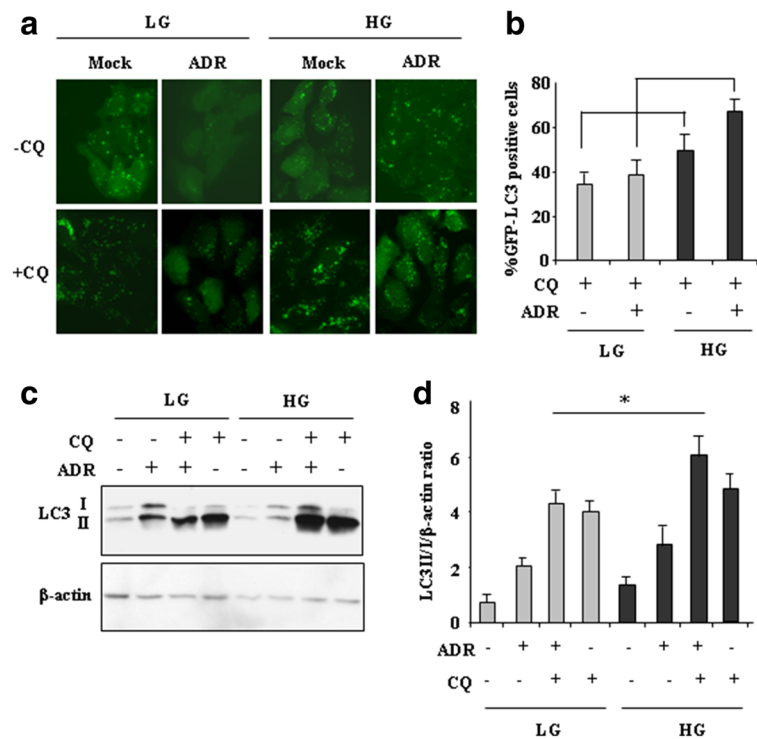 a
LG HG
Mock ADR Mock ADR
-CQ
+CQ
b
%GFP-LC3 positive cells
80
60
40
20
0
CQ + + + +
ADR - + - +
LG HG
c
LG HG
CQ - - + + - - + +
ADR - + + - - + + -
LC3 I
II
β-actin
d
*
LC3II/I/β-actin ratio
8
6
4
2
0
ADR - + + - - + + -
CQ - - + + - - + +
LG HG